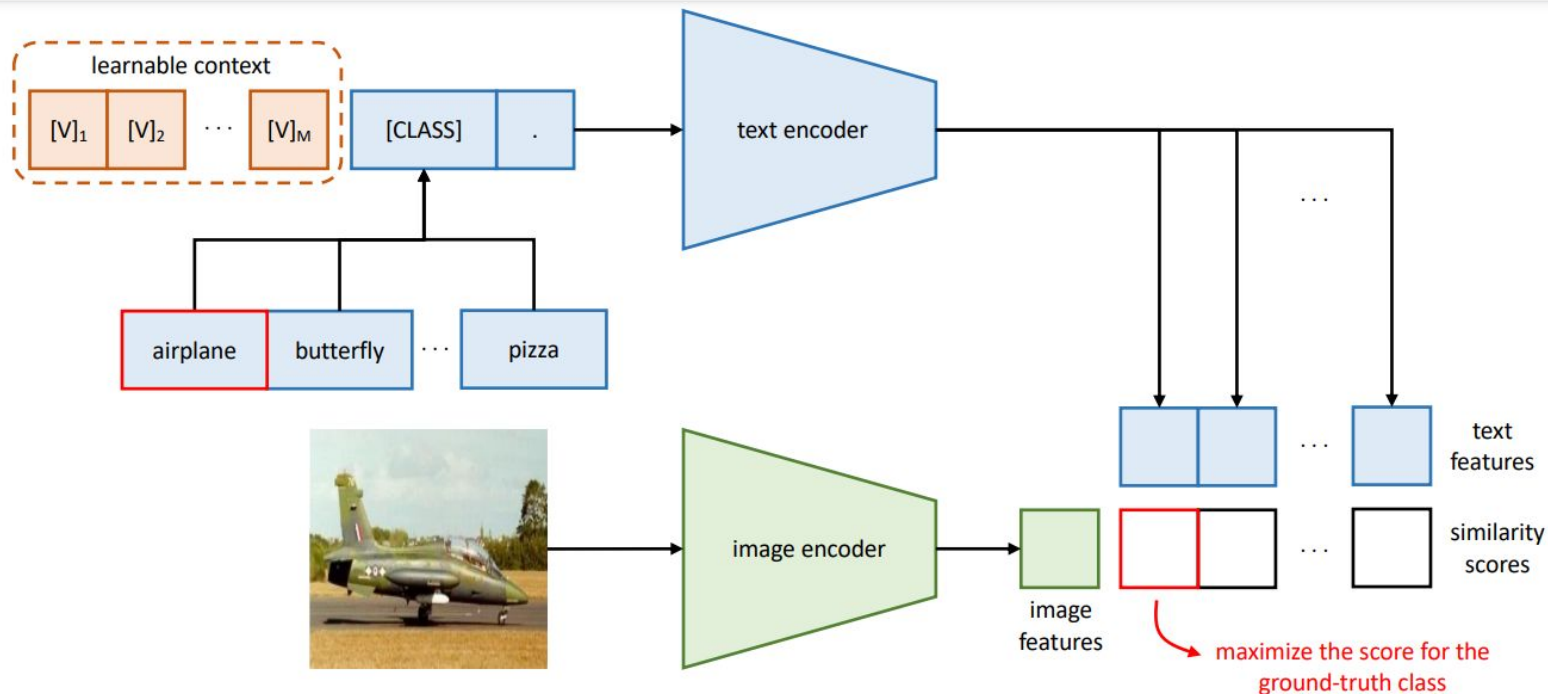 learnable context
[V]₁ [V]₂ · · · [V]ₘ [CLASS] .
text encoder
· · ·
airplane butterfly · · · pizza
· · ·
text
features
image encoder
· · ·
similarity
scores
image
features
maximize the score for the
ground-truth class